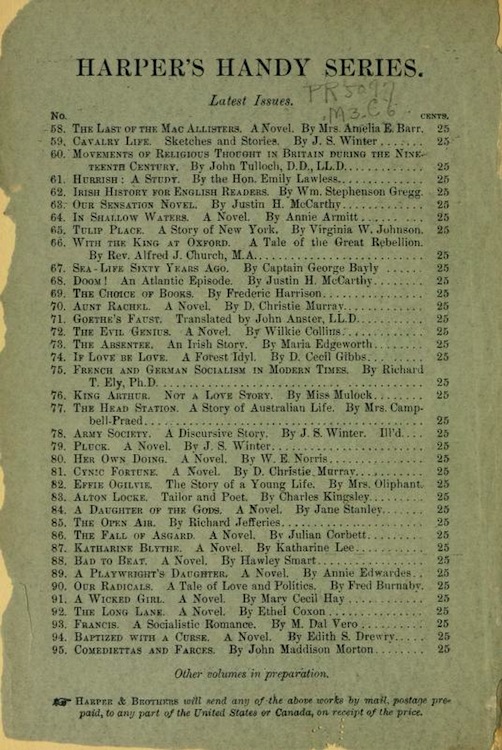 HARPER'S HANDY SERIES.
Latest Issues.
PR5097
.M3.C6
No. CENTS.
58. THE LAST OF THE MAC ALLISTERS. A Novel. By Mrs. Amelia E. Barr. 25
59. CAVALRY LIFE. Sketches and Stories. By J. S. Winter ...... 25
60. MOVEMENTS OF RELIGIOUS THOUGHT IN BRITAIN DURING THE NINE-
TEENTH CENTURY. By John Tulloch, D.D., LL.D............ 25
61. HURRISH: A STUDY. By the Hon. Emily Lawless.......... 25
62. IRISH HISTORY FOR ENGLISH READERS. By Wm. Stephenson Gregg. 25
63. OUR SENSATION NOVEL. By Justin H. McCarthy............ 25
64. IN SHALLOW WATERS. A Novel. By Annie Armitt........ 25
65. TULIP PLACE. A Story of New York. By Virginia W. Johnson. 25
66. WITH THE KING AT OXFORD. A Tale of the Great Rebellion.
By Rev. Alfred J. Church, M.A........................ 25
67. SEA-LIFE SIXTY YEARS AGO. By Captain George Bayly ...... 25
68. DOOM! An Atlantic Episode. By Justin H. McCarthy........ 25
69. THE CHOICE OF BOOKS. By Frederic Harrison............... 25
70. AUNT RACHEL. A Novel. By D. Christie Murray............ 25
71. GOETHE'S FAUST. Translated by John Anster, LL.D.......... 25
72. THE EVIL GENIUS. A Novel. By Wilkie Collins............. 25
73. THE ABSENTEE. An Irish Story. By Maria Edgeworth........ 25
74. IF LOVE BE LOVE. A Forest Idyl. By D. Cecil Gibbs......... 25
75. FRENCH AND GERMAN SOCIALISM IN MODERN TIMES. By Richard
T. Ely, Ph.D........................................ 25
76. KING ARTHUR. NOT A LOVE STORY. By Miss Mulock........ 25
77. THE HEAD STATION. A Story of Australian Life. By Mrs. Camp-
bell-Praed.......................................... 25
78. ARMY SOCIETY. A Discursive Story. By J. S. Winter. Ill'd.... 25
79. PLUCK. A Novel. By J. S. Winter....................... 25
80. HER OWN DOING. A Novel. By W. E. Norris............... 25
81. CYNIC FORTUNE. A Novel. By D. Christie Murray.......... 25
82. EFFIE OGILVIE. The Story of a Young Life. By Mrs. Oliphant. 25
83. ALTON LOCKE. Tailor and Poet. By Charles Kingsley........ 25
84. A DAUGHTER OF THE GODS. A Novel. By Jane Stanley....... 25
85. THE OPEN AIR. By Richard Jefferies..................... 25
86. THE FALL OF ASGARD. A Novel. By Julian Corbett......... 25
87. KATHARINE BLYTHE. A Novel. By Katharine Lee.......... 25
88. BAD TO BEAT. A Novel. By Hawley Smart................ 25
89. A PLAYWRIGHT'S DAUGHTER. A Novel. By Annie Edwardes.. 25
90. OUR RADICALS. A Tale of Love and Politics. By Fred Burnaby. 25
91. A WICKED GIRL. A Novel. By Mary Cecil Hay ............ 25
92. THE LONG LANE. A Novel. By Ethel Coxon ............... 25
93. FRANCIS. A Socialistic Romance. By M. Dal Vero .......... 25
94. BAPTIZED WITH A CURSE. A Novel. By Edith S. Drewry..... 25
95. COMEDIETTAS AND FARCES. By John Maddison Morton........ 25
Other volumes in preparation.
☞ HARPER & BROTHERS will send any of the above works by mail, postage pre-
paid, to any part of the United States or Canada, on receipt of the price.